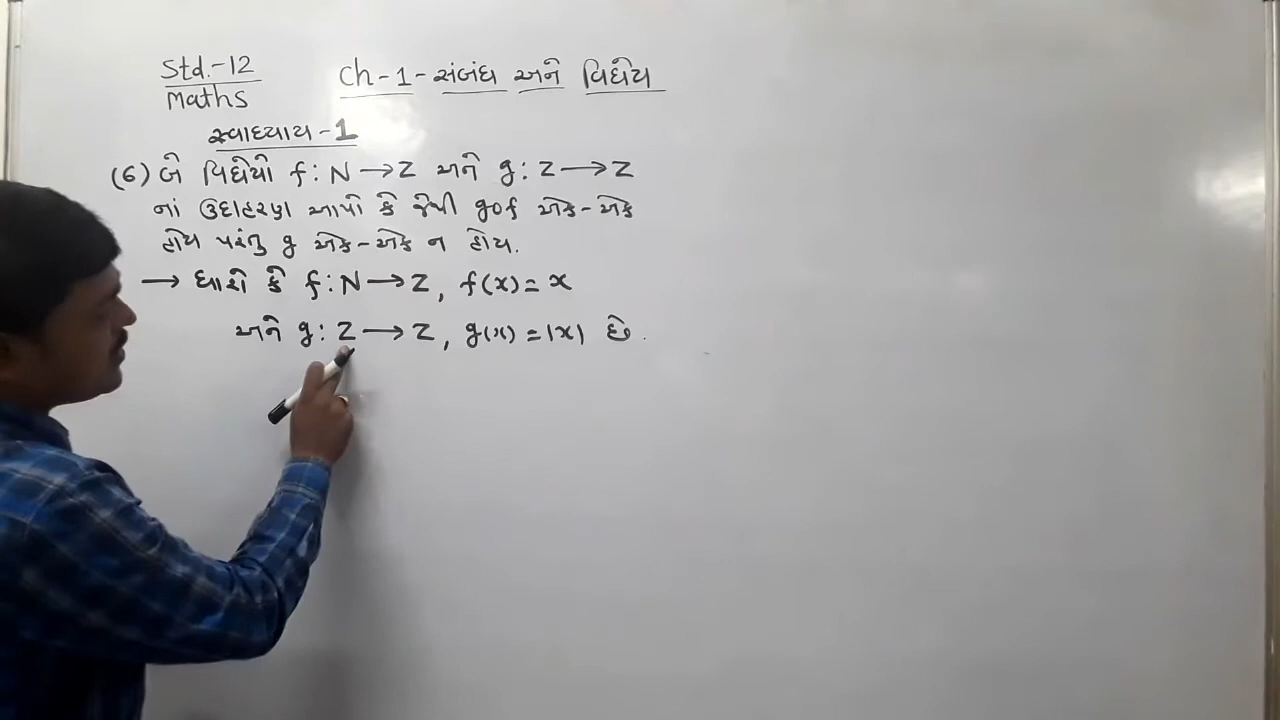 Std.-12
Maths
Ch-1-સંબંધ અને વિધેય
સ્વાધ્યાય-1
(6) બે વિધેયો f: N→Z અને g: Z→Z
નાં ઉદાહરણ આપો કે જેથી gof એક-એક
હોય પરંતુ g એક-એક ન હોય.
→ ધારો કે f: N→Z, f(x)=x
અને g: Z→Z, g(x)=|x| છે.